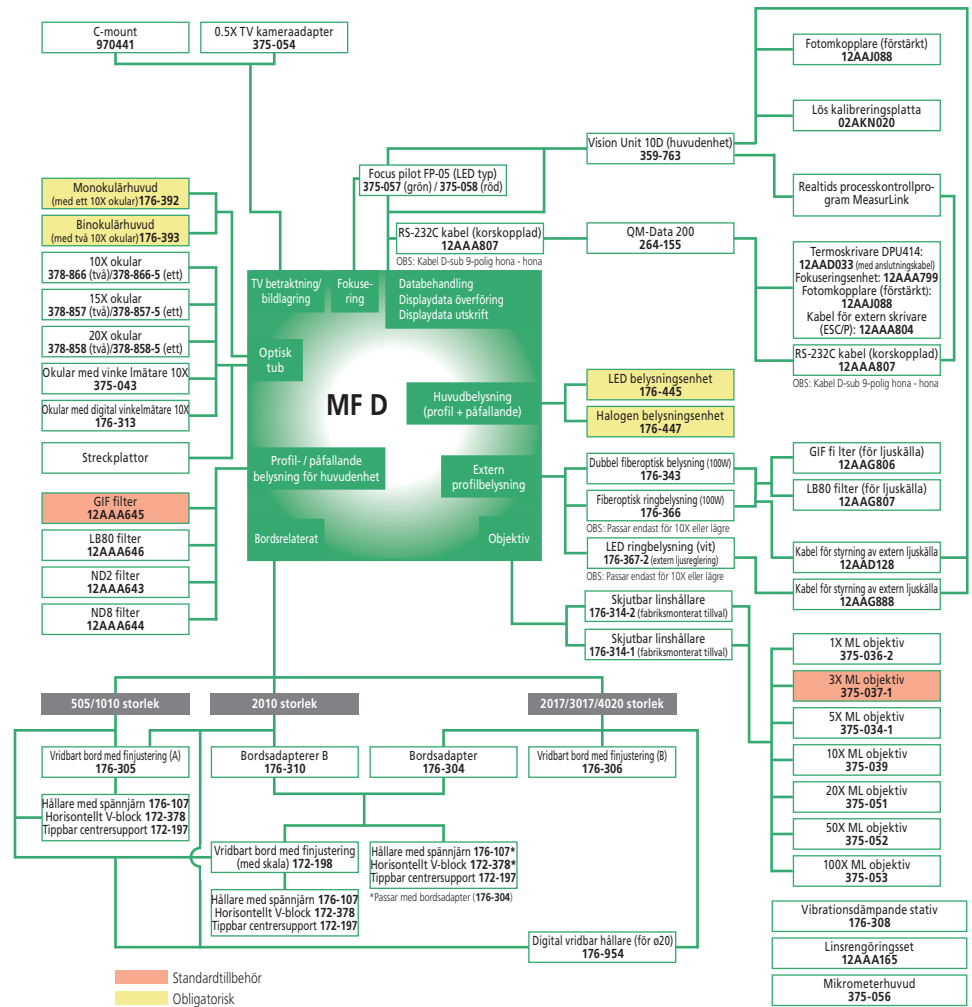 C-mount
970441
0.5X TV kameraadapter
375-054
Fotomkopplare (förstärkt)
12AAJ088
Lös kalibreringsplatta
02AKN020
Vision Unit 10D (huvudenhet)
359-763
Focus pilot FP-05 (LED typ)
375-057 (grön) / 375-058 (röd)
Realtids processkontrollpro-
gram MeasurLink
Monokulärhuvud
(med ett 10X okular)176-392
Binokulärhuvud
(med två 10X okular)176-393
RS-232C kabel (korskopplad)
12AAA807
OBS: Kabel D-sub 9-polig hona - hona
QM-Data 200
264-155
Termoskrivare DPU414:
12AAD033 (med anslutningskabel)
Fokuseringsenhet: 12AAA799
Fotomkopplare (förstärkt):
12AAJ088
Kabel för extern skrivare
(ESC/P): 12AAA804
RS-232C kabel (korskopplad)
12AAA807
OBS: Kabel D-sub 9-polig hona - hona
10X okular
378-866 (två)/378-866-5 (ett)
15X okular
378-857 (två)/378-857-5 (ett)
20X okular
378-858 (två)/378-858-5 (ett)
Okular med vinke lmätare 10X
375-043
Okular med digital vinkelmätare 10X
176-313
Streckplattor
TV betraktning/
bildlagring
Fokuse-
ring
Databehandling
Displaydata överföring
Displaydata utskrift
Optisk
tub
MF D
Huvudbelysning
(profil + påfallande)
Profil- / påfallande
belysning för huvudenhet
Extern
profilbelysning
Bordsrelaterat
Objektiv
LED belysningsenhet
176-445
Halogen belysningsenhet
176-447
Dubbel fiberoptisk belysning (100W)
176-343
Fiberoptisk ringbelysning (100W)
176-366
OBS: Passar endast för 10X eller lägre
LED ringbelysning (vit)
176-367-2 (extern ljusreglering)
OBS: Passar endast för 10X eller lägre
GIF fi lter (för ljuskälla)
12AAG806
LB80 filter (för ljuskälla)
12AAG807
Kabel för styrning av extern ljuskälla
12AAD128
Kabel för styrning av extern ljuskälla
12AAG888
GIF filter
12AAA645
LB80 filter
12AAA646
ND2 filter
12AAA643
ND8 filter
12AAA644
Skjutbar linshållare
176-314-2 (fabriksmonterat tillval)
Skjutbar linshållare
176-314-1 (fabriksmonterat tillval)
1X ML objektiv
375-036-2
3X ML objektiv
375-037-1
5X ML objektiv
375-034-1
10X ML objektiv
375-039
20X ML objektiv
375-051
50X ML objektiv
375-052
100X ML objektiv
375-053
505/1010 storlek
2010 storlek
2017/3017/4020 storlek
Vridbart bord med finjustering (A)
176-305
Bordsadapterer B
176-310
Bordsadapter
176-304
Vridbart bord med finjustering (B)
176-306
Hållare med spännjärn 176-107
Horisontellt V-block 172-378
Tippbar centrersupport 172-197
Vridbart bord med finjustering
(med skala) 172-198
Hållare med spännjärn 176-107*
Horisontellt V-block 172-378*
Tippbar centrersupport 172-197
*Passar med bordsadapter (176-304)
Hållare med spännjärn 176-107
Horisontellt V-block 172-378
Tippbar centrersupport 172-197
Digital vridbar hållare (för ø20)
176-954
Vibrationsdämpande stativ
176-308
Linsrengöringsset
12AAA165
Mikrometerhuvud
375-056
Standardtillbehör
Obligatorisk